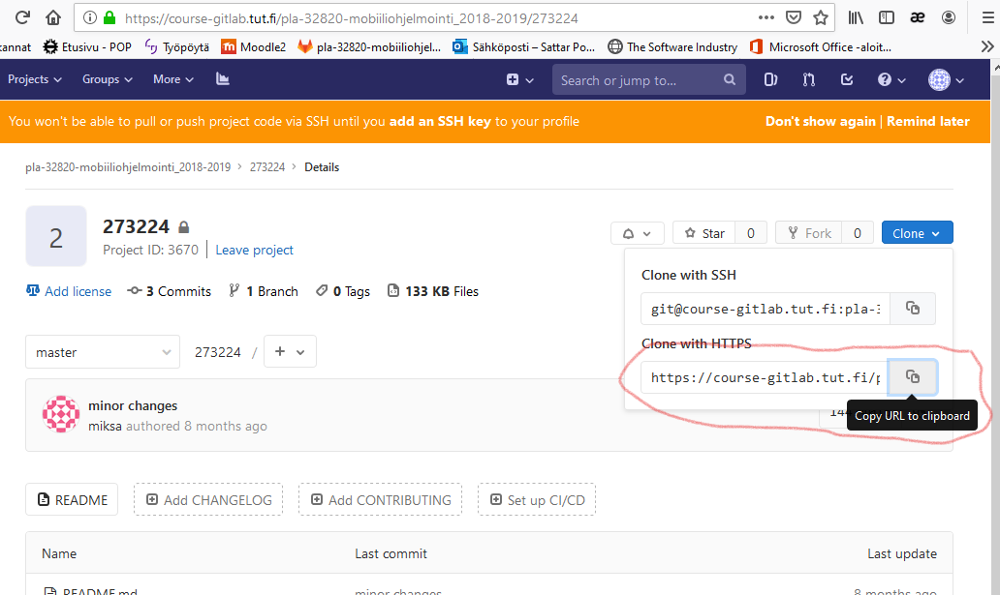 https://course-gitlab.tut.fi/pla-32820-mobiiliohjelmointi_2018-2019/273224
kannat Etusivu - POP Työpöytä Moodle2 pla-32820-mobiiliohjel... Sähköposti – Sattar Po... The Software Industry Microsoft Office -aloit...
Projects Groups More Search or jump to...
You won't be able to pull or push project code via SSH until you add an SSH key to your profile Don't show again | Remind later
pla-32820-mobiiliohjelmointi_2018-2019 > 273224 > Details
2
273224
Project ID: 3670 | Leave project
Star 0 Fork 0 Clone
Add license 3 Commits 1 Branch 0 Tags 133 KB Files
Clone with SSH
git@course-gitlab.tut.fi:pla-3
Clone with HTTPS
https://course-gitlab.tut.fi/p
Copy URL to clipboard
master 273224 / +
minor changes
miksa authored 8 months ago
README Add CHANGELOG Add CONTRIBUTING Set up CI/CD
Name Last commit Last update
README.md minor changes 8 months ago